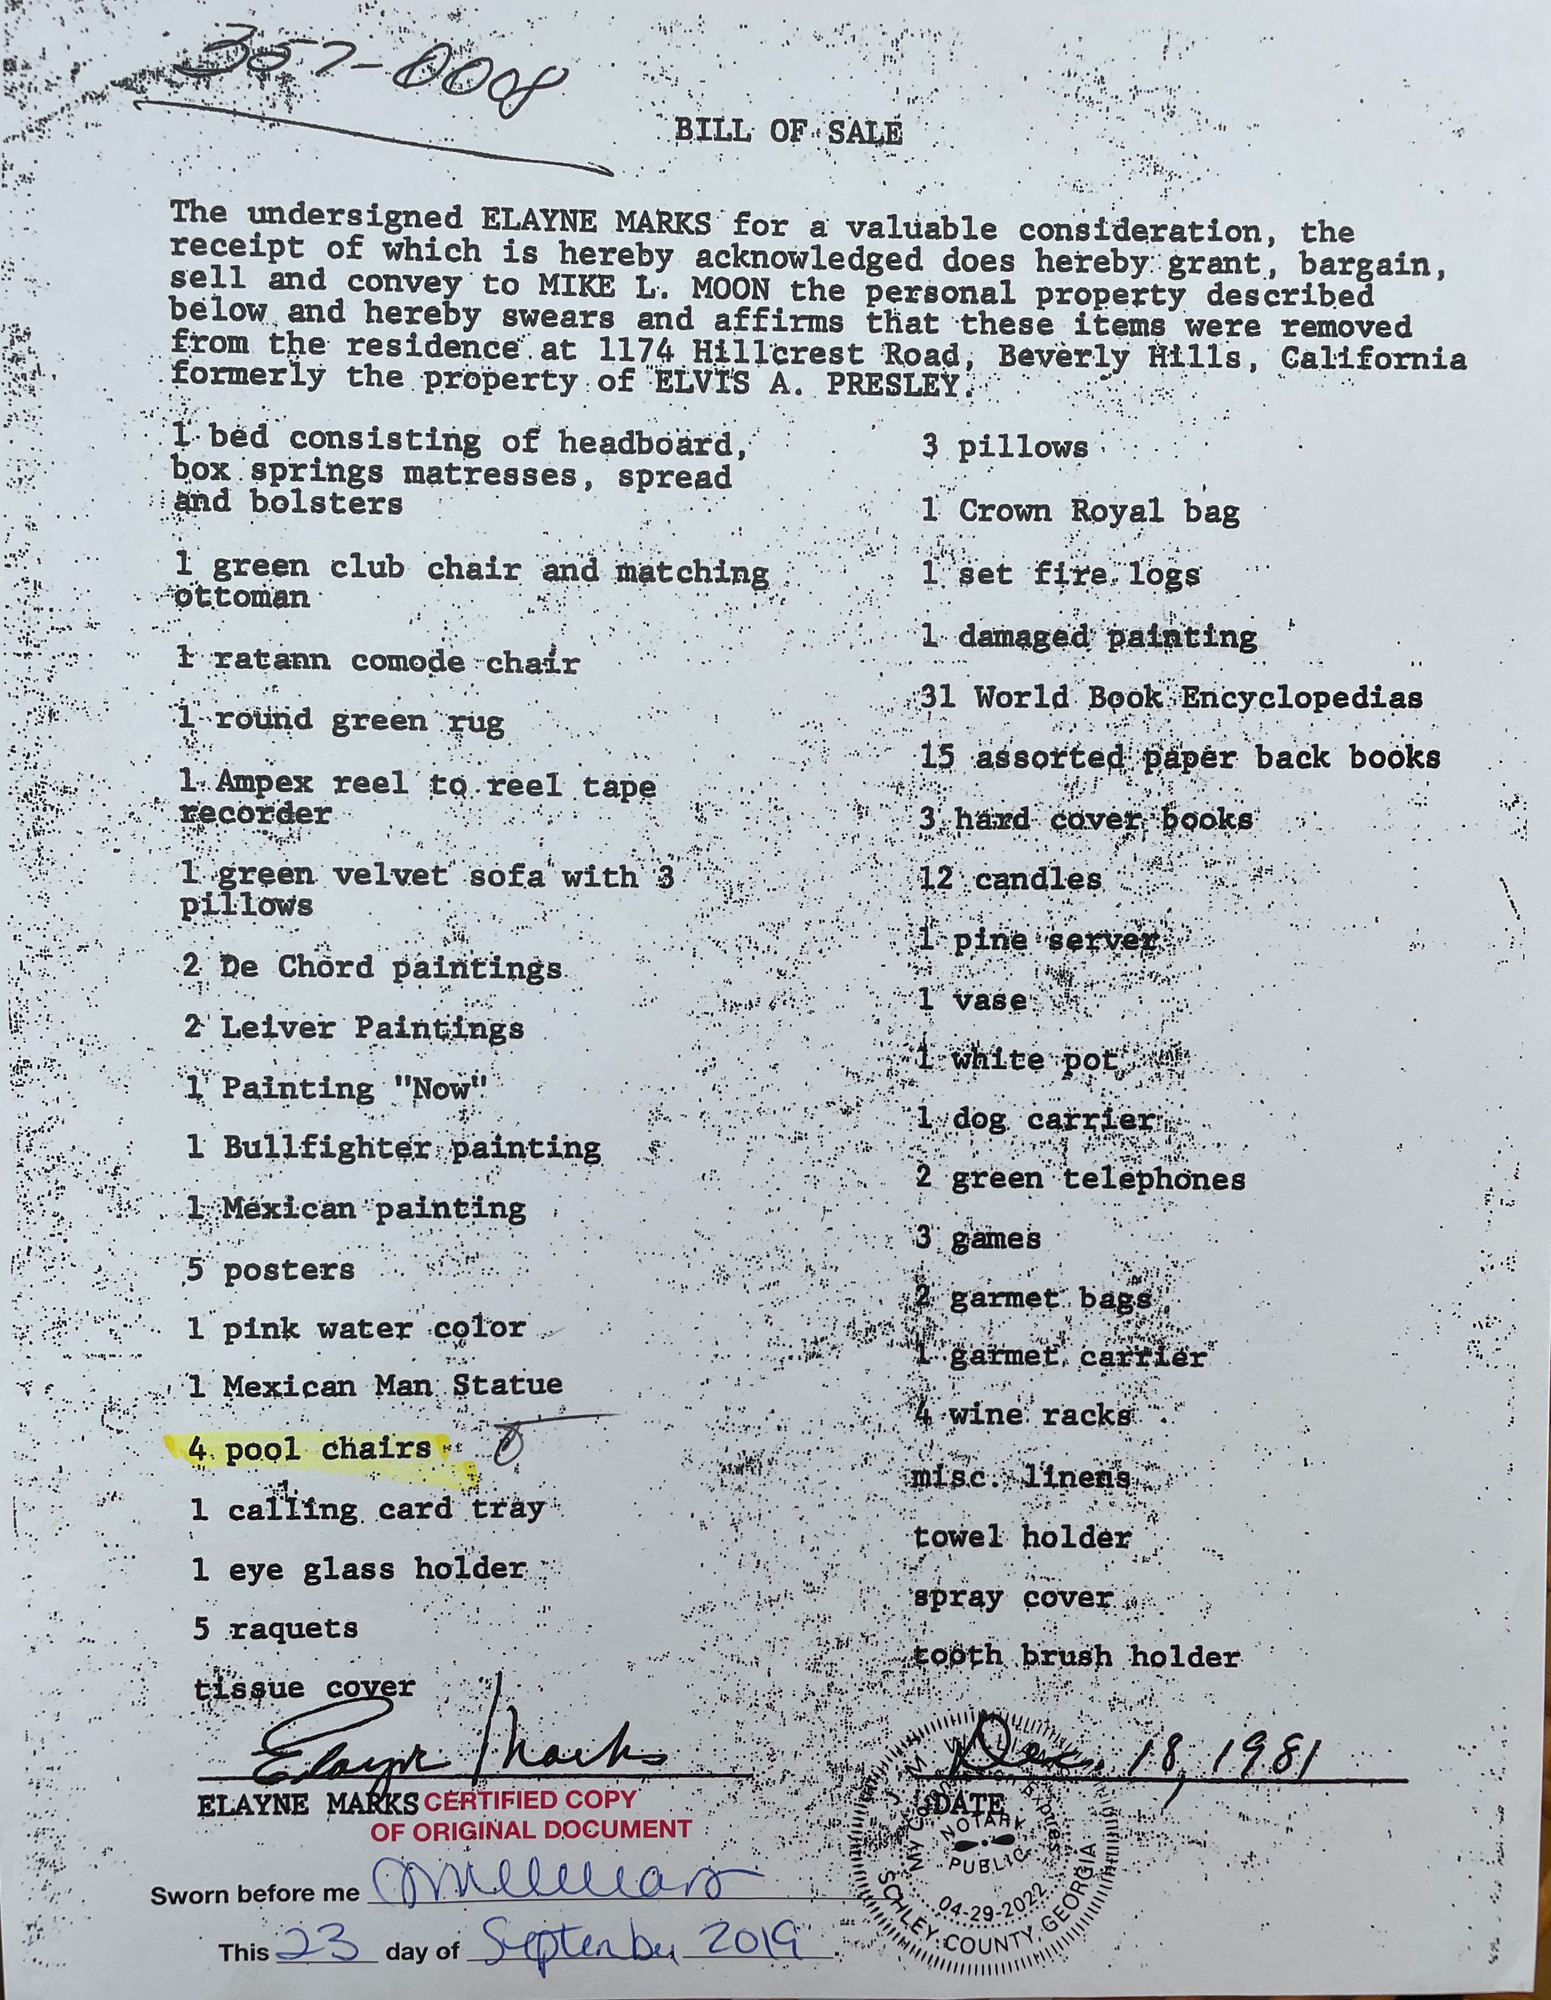 357-0008
BILL OF SALE
The undersigned ELAYNE MARKS for a valuable consideration, the
receipt of which is hereby acknowledged does hereby grant, bargain,
sell and convey to MIKE L. MOON the personal property described
below and hereby swears and affirms that these items were removed
from the residence at 1174 Hillcrest Road, Beverly Hills, California
formerly the property of ELVIS A. PRESLEY.
1 bed consisting of headboard,
box springs matresses, spread
and bolsters
1 green club chair and matching
ottoman
1 ratann comode chair
1 round green rug
1 Ampex reel to reel tape
recorder
1 green velvet sofa with 3
pillows
2 De Chord paintings
2 Leiver Paintings
1 Painting "Now"
1 Bullfighter painting
1 Mexican painting
5 posters
1 pink water color
1 Mexican Man Statue
4 pool chairs
1 calling card tray
1 eye glass holder
5 raquets
tissue cover
3 pillows
1 Crown Royal bag
1 set fire logs
1 damaged painting
31 World Book Encyclopedias
15 assorted paper back books
3 hard cover books
12 candles
1 pine server
1 vase
1 white pot
1 dog carrier
2 green telephones
3 games
2 garmet bags
1 garmet carrier
4 wine racks
misc. linens
towel holder
spray cover
tooth brush holder
Elayne Marks
Dec. 18, 1981
ELAYNE MARKS
DATE
CERTIFIED COPY
OF ORIGINAL DOCUMENT
Sworn before me
This 23 day of September 2019
My Commission Expires
NOTARY
PUBLIC
04-29-2022
SCHLEY COUNTY, GEORGIA